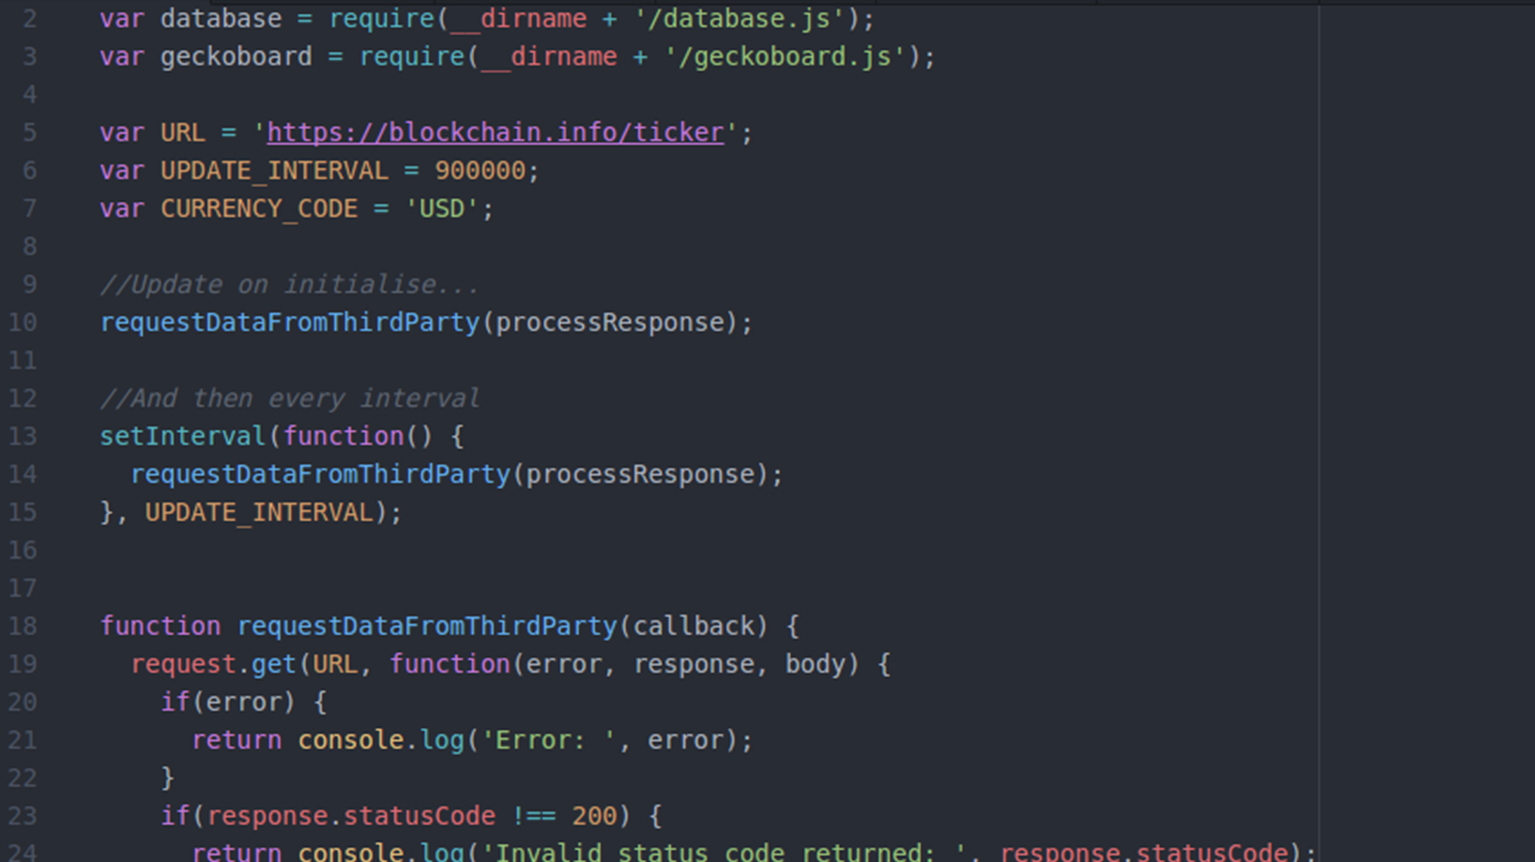 2 var database = require(__dirname + '/database.js');
3 var geckoboard = require(__dirname + '/geckoboard.js');
4
5 var URL = 'https://blockchain.info/ticker';
6 var UPDATE_INTERVAL = 900000;
7 var CURRENCY_CODE = 'USD';
8
9 //Update on initialise...
10 requestDataFromThirdParty(processResponse);
11
12 //And then every interval
13 setInterval(function() {
14   requestDataFromThirdParty(processResponse);
15 }, UPDATE_INTERVAL);
16
17
18 function requestDataFromThirdParty(callback) {
19   request.get(URL, function(error, response, body) {
20     if(error) {
21       return console.log('Error: ', error);
22     }
23     if(response.statusCode !== 200) {
24       return console.log('Invalid status code returned: ', response.statusCode);